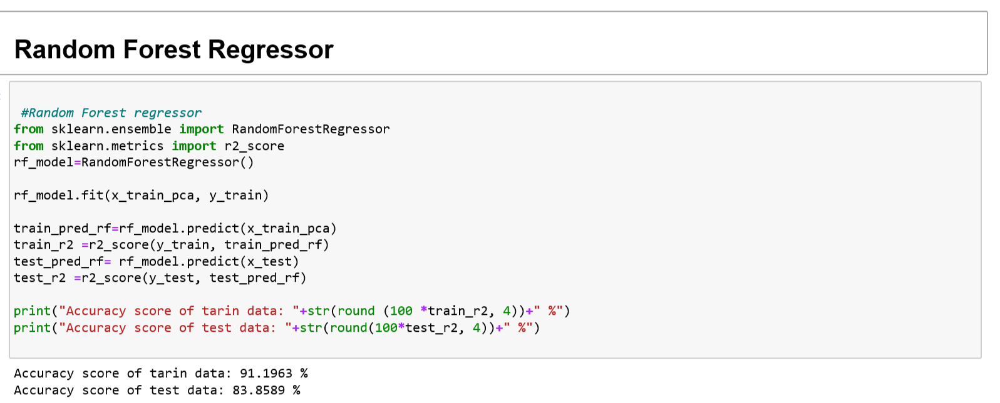 Random Forest Regressor
#Random Forest regressor
from sklearn.ensemble import RandomForestRegressor
from sklearn.metrics import r2_score
rf_model=RandomForestRegressor()
rf_model.fit(x_train_pca, y_train)
train_pred_rf=rf_model.predict(x_train_pca)
train_r2 =r2_score(y_train, train_pred_rf)
test_pred_rf= rf_model.predict(x_test)
test_r2 =r2_score(y_test, test_pred_rf)
print("Accuracy score of tarin data: "+str(round (100 *train_r2, 4))+" %")
print("Accuracy score of test data: "+str(round(100*test_r2, 4))+" %")
Accuracy score of tarin data: 91.1963 %
Accuracy score of test data: 83.8589 %